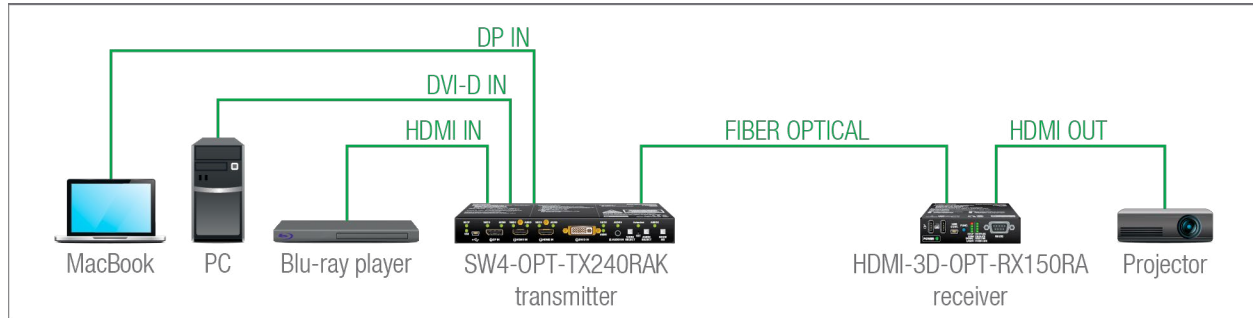 DP IN
DVI-D IN
HDMI IN
FIBER OPTICAL
HDMI OUT
MacBook
PC
Blu-ray player
SW4-OPT-TX240RAK
transmitter
HDMI-3D-OPT-RX150RA
receiver
Projector